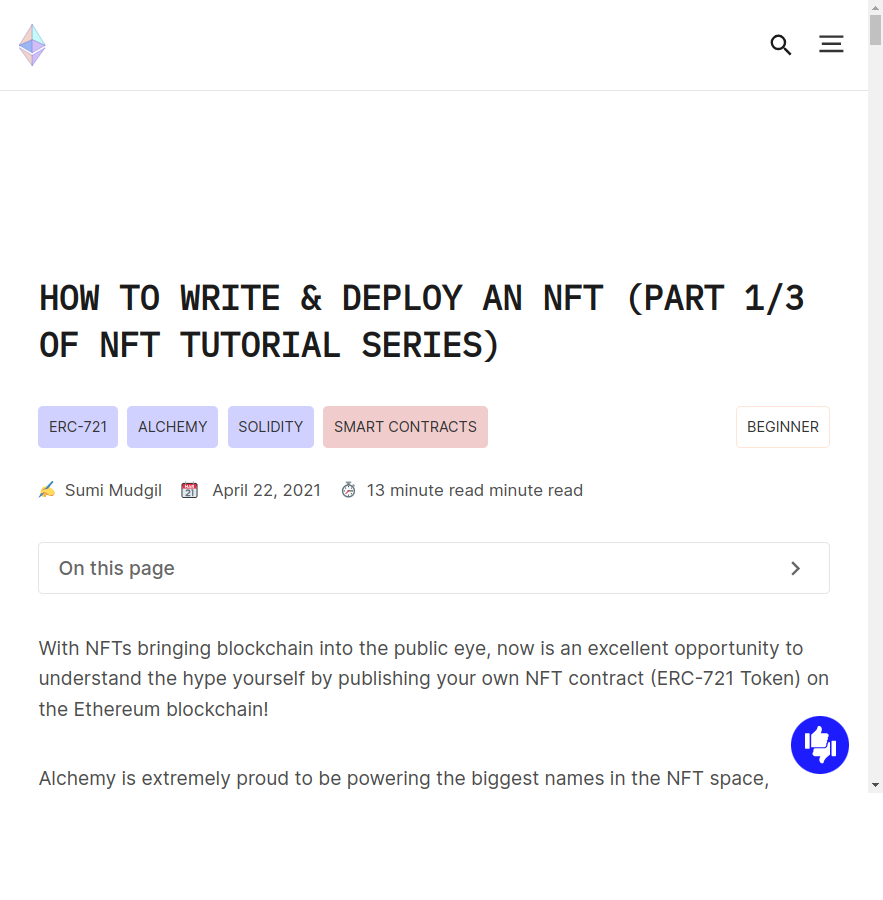 HOW TO WRITE & DEPLOY AN NFT (PART 1/3
OF NFT TUTORIAL SERIES)
ERC-721 ALCHEMY SOLIDITY SMART CONTRACTS BEGINNER
Sumi Mudgil April 22, 2021 13 minute read minute read
On this page
With NFTs bringing blockchain into the public eye, now is an excellent opportunity to
understand the hype yourself by publishing your own NFT contract (ERC-721 Token) on
the Ethereum blockchain!
Alchemy is extremely proud to be powering the biggest names in the NFT space,